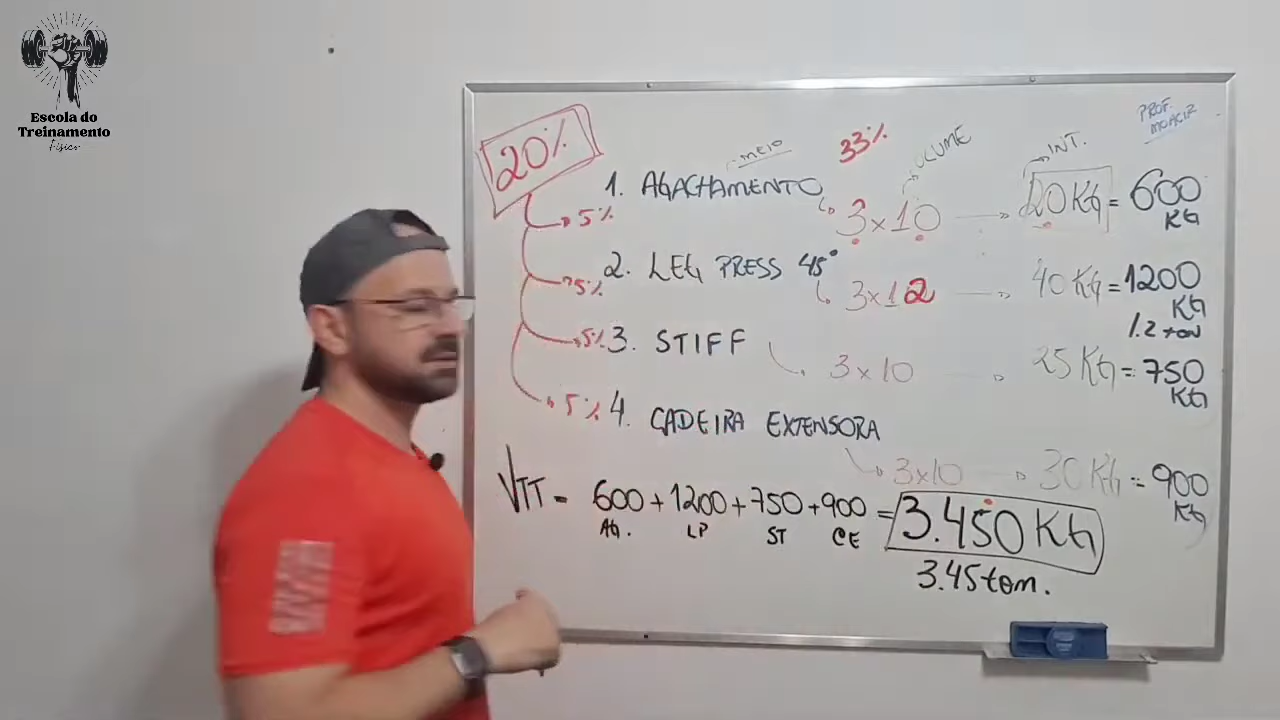 Escola do
Treinamento
Físico
20%
33%
PROF.
MOACIR
MEIO
VOLUME
INT.
1. AGACHAMENTO
3x10
20 KG = 600
KG
5%
2. LEG PRESS 45°
3x12
40 KG = 1200
KG
1.2 ton
5%
3. STIFF
3x10
25 KG = 750
KG
5%
4. CADEIRA EXTENSORA
3x10
30 KG = 900
KG
5%
VTT = 600 + 1200 + 750 + 900 = 3.450 KG
AG. LP ST CE
3.45 ton.